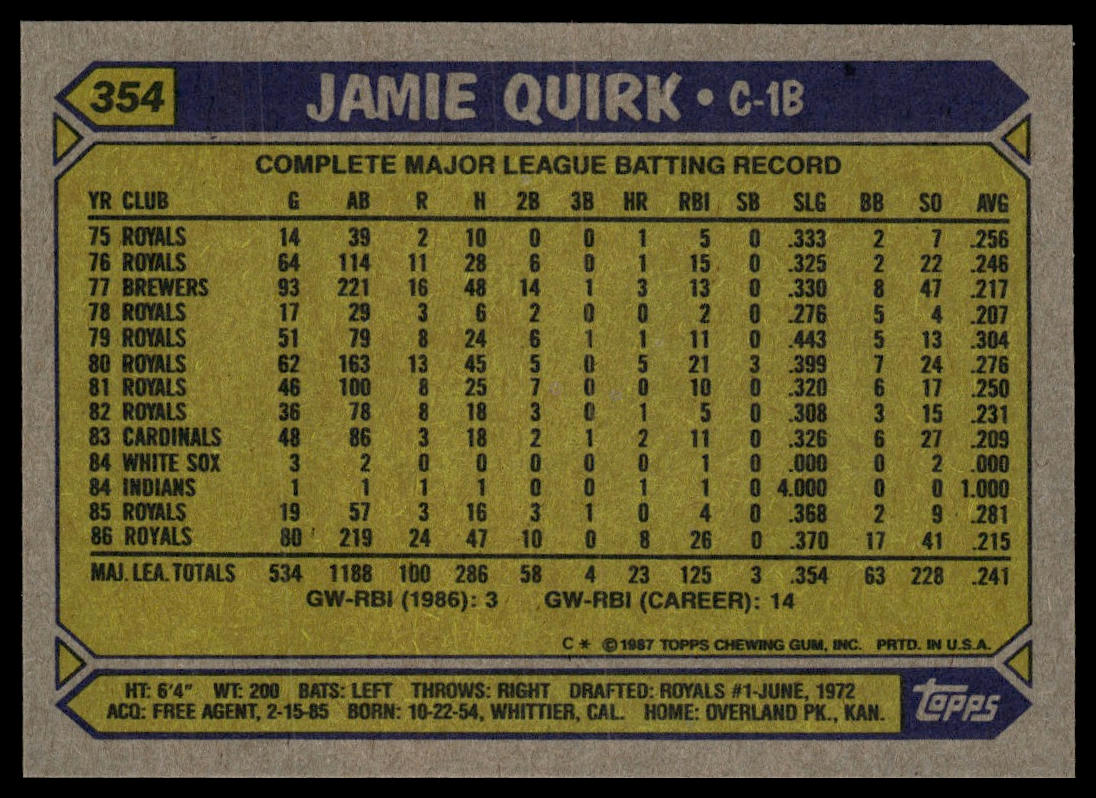 354 JAMIE QUIRK • C-1B
COMPLETE MAJOR LEAGUE BATTING RECORD
YR CLUB G AB R H 2B 3B HR RBI SB SLG BB SO AVG
75 ROYALS 14 39 2 10 0 0 1 5 0 .333 2 7 .256
76 ROYALS 64 114 11 28 6 0 1 15 0 .325 2 22 .246
77 BREWERS 93 221 16 48 14 1 3 13 0 .330 8 47 .217
78 ROYALS 17 29 3 6 2 0 0 2 0 .276 5 4 .207
79 ROYALS 51 79 8 24 6 1 1 11 0 .443 5 13 .304
80 ROYALS 62 163 13 45 5 0 5 21 3 .399 7 24 .276
81 ROYALS 46 100 8 25 7 0 0 10 0 .320 6 17 .250
82 ROYALS 36 78 8 18 3 0 1 5 0 .308 3 15 .231
83 CARDINALS 48 86 3 18 2 1 2 11 0 .326 6 27 .209
84 WHITE SOX 3 2 0 0 0 0 0 1 0 .000 0 2 .000
84 INDIANS 1 1 1 1 0 0 1 1 0 4.000 0 0 1.000
85 ROYALS 19 57 3 16 3 1 0 4 0 .368 2 9 .281
86 ROYALS 80 219 24 47 10 0 8 26 0 .370 17 41 .215
MAJ. LEA. TOTALS 534 1188 100 286 58 4 23 125 3 .354 63 228 .241
GW-RBI (1986): 3 GW-RBI (CAREER): 14
C * ©1987 TOPPS CHEWING GUM, INC. PRTD. IN U.S.A.
HT: 6'4" WT: 200 BATS: LEFT THROWS: RIGHT DRAFTED: ROYALS #1-JUNE, 1972
ACQ: FREE AGENT, 2-15-85 BORN: 10-22-54, WHITTIER, CAL. HOME: OVERLAND PK., KAN.
Topps